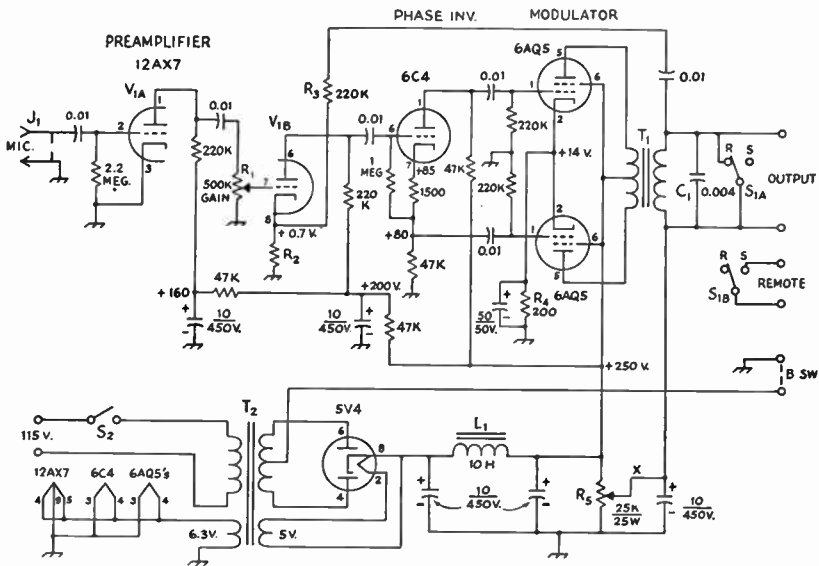 PHASE INV.
MODULATOR
PREAMPLIFIER
12AX7
6AQ5
V1A
6C4
R3
220K
0.01
J1
MIC.
0.01
2.2
MEG.
220K
0.01
R1
500K
GAIN
V1B
0.01
220
K
1
MEG
+85
1500
47K
0.01
220K
220K
+14 V.
T1
C1
0.004
R S
S1A
OUTPUT
+0.7 V.
R2
+80
47K
0.01
6AQ5
R S
S1B
REMOTE
+160
47K
+200 V.
10
450V.
10
450V.
47K
50
50V.
R4
200
+250 V.
B SW
115 V.
S2
T2
5V4
L1
10 H
12AX7
6C4
6AQ5's
6.3V.
5V.
10
450V.
R5
25K
25W
X
10
450V.
1
2
3
6
7
8
1
6
7
5
1
6
2
2
1
6
5
6
8
4
2
4 9 5
3 4
3 4